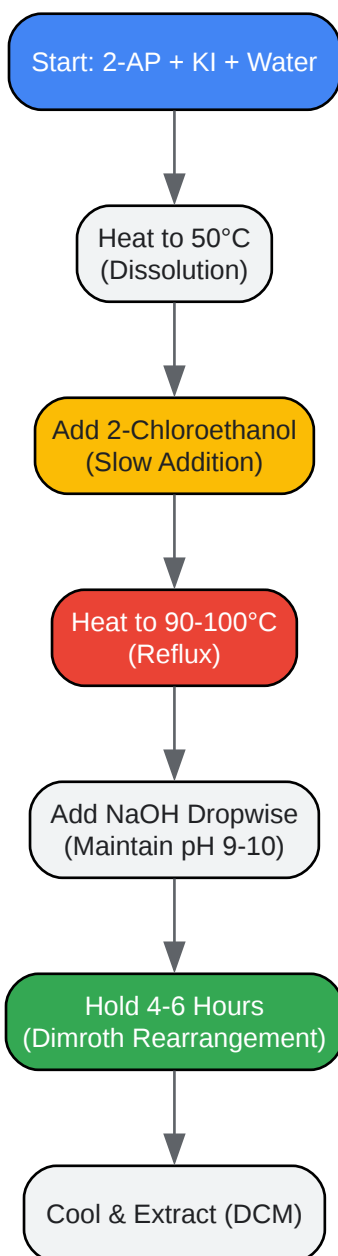 Start: 2-AP + KI + Water
Heat to 50°C
(Dissolution)
Add 2-Chloroethanol
(Slow Addition)
Heat to 90-100°C
(Reflux)
Add NaOH Dropwise
(Maintain pH 9-10)
Hold 4-6 Hours
(Dimroth Rearrangement)
Cool & Extract (DCM)